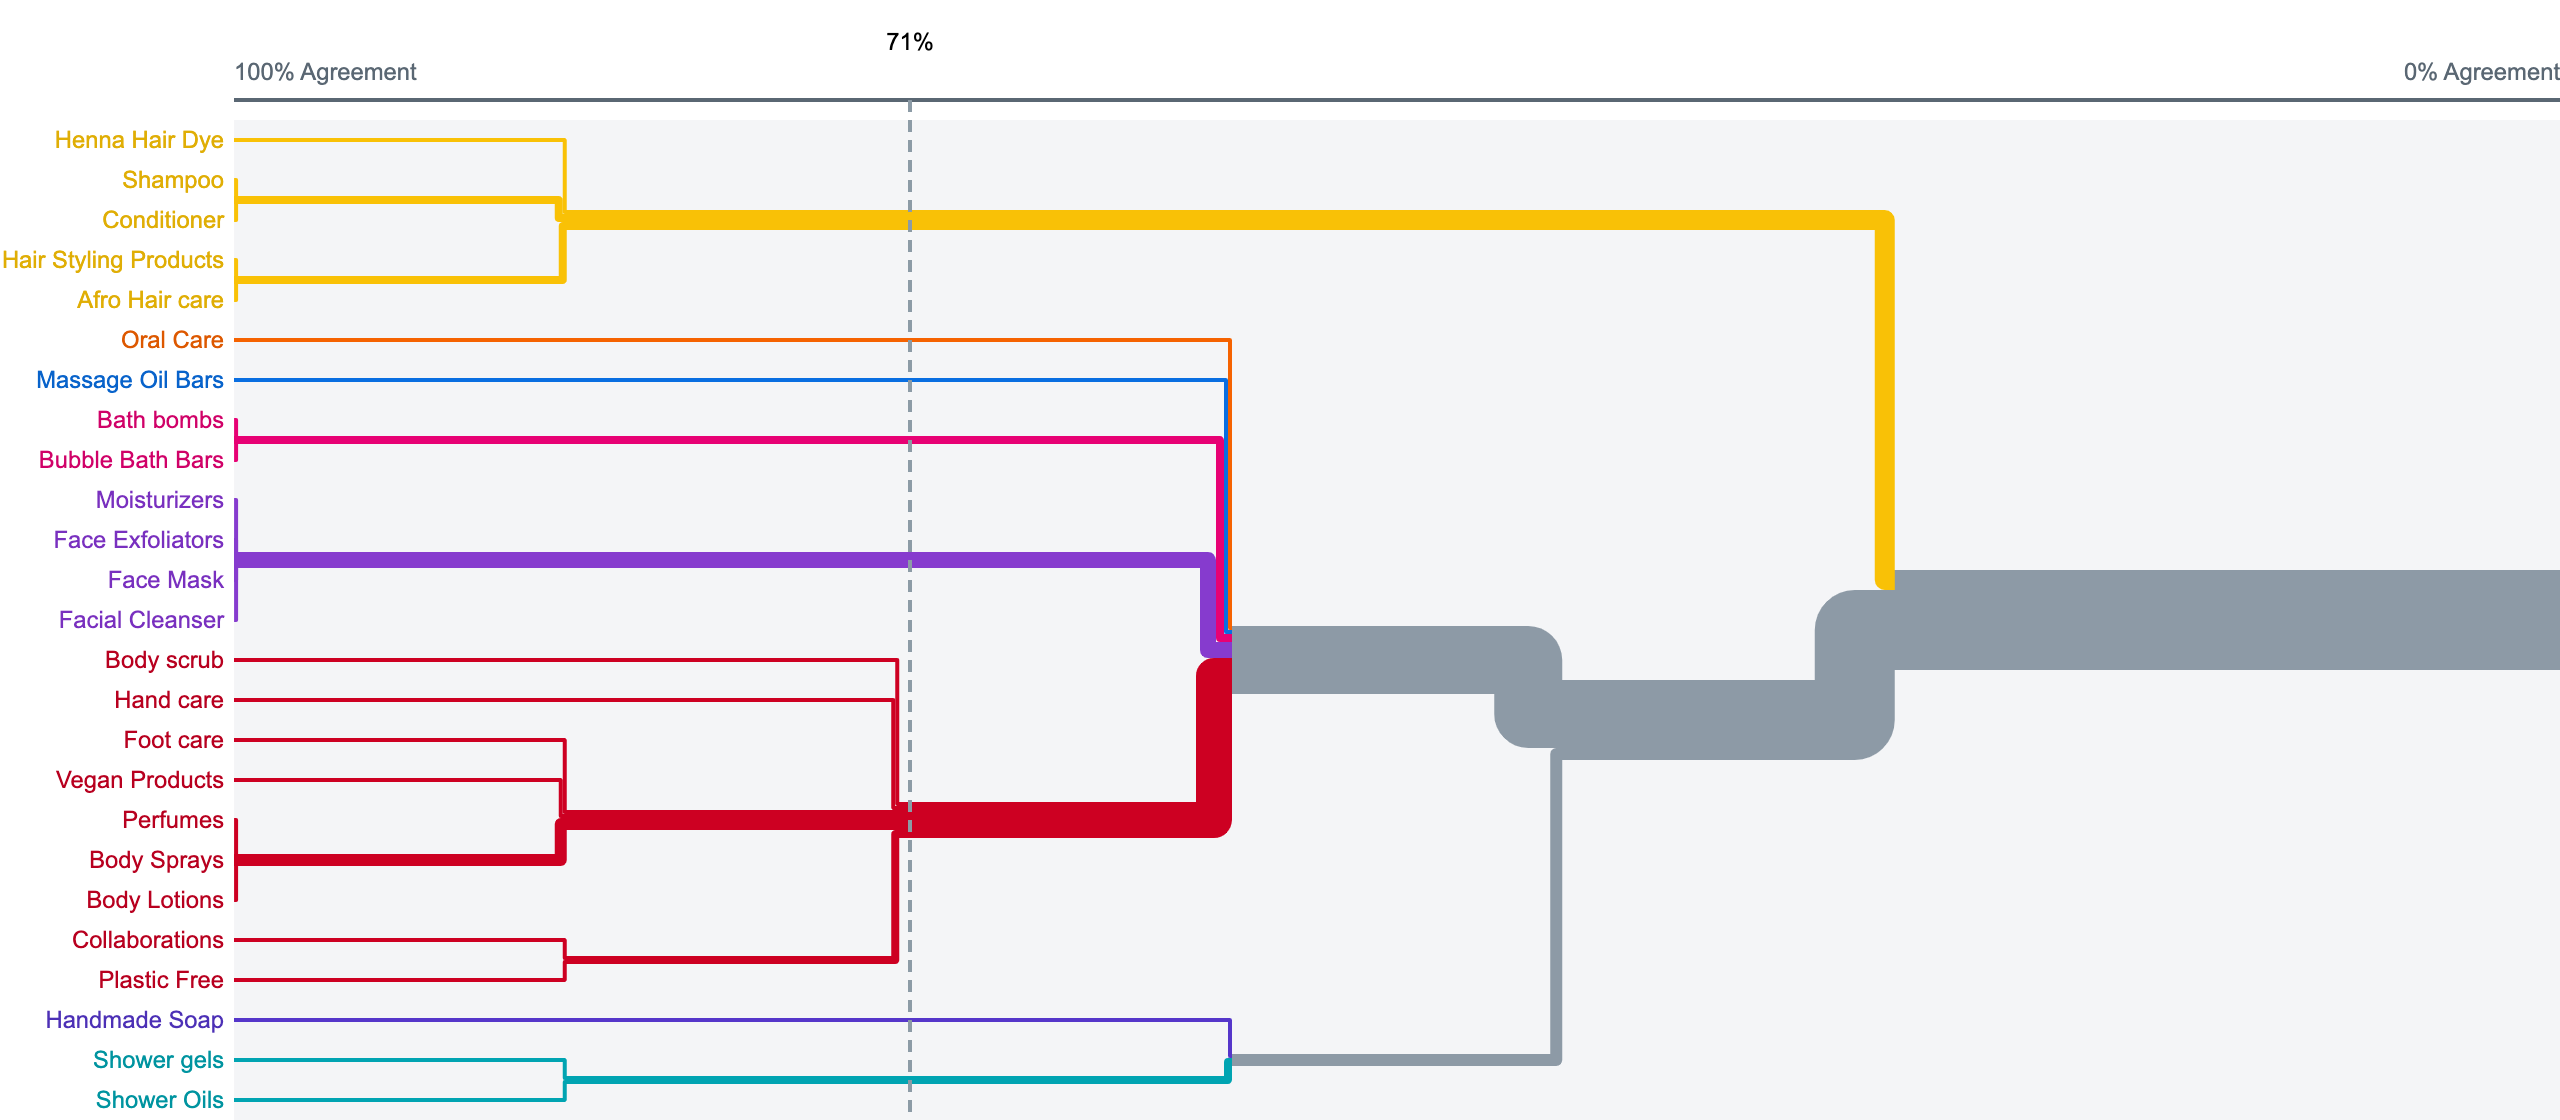 71%
100% Agreement
0% Agreement
Henna Hair Dye
Shampoo
Conditioner
Hair Styling Products
Afro Hair care
Oral Care
Massage Oil Bars
Bath bombs
Bubble Bath Bars
Moisturizers
Face Exfoliators
Face Mask
Facial Cleanser
Body scrub
Hand care
Foot care
Vegan Products
Perfumes
Body Sprays
Body Lotions
Collaborations
Plastic Free
Handmade Soap
Shower gels
Shower Oils